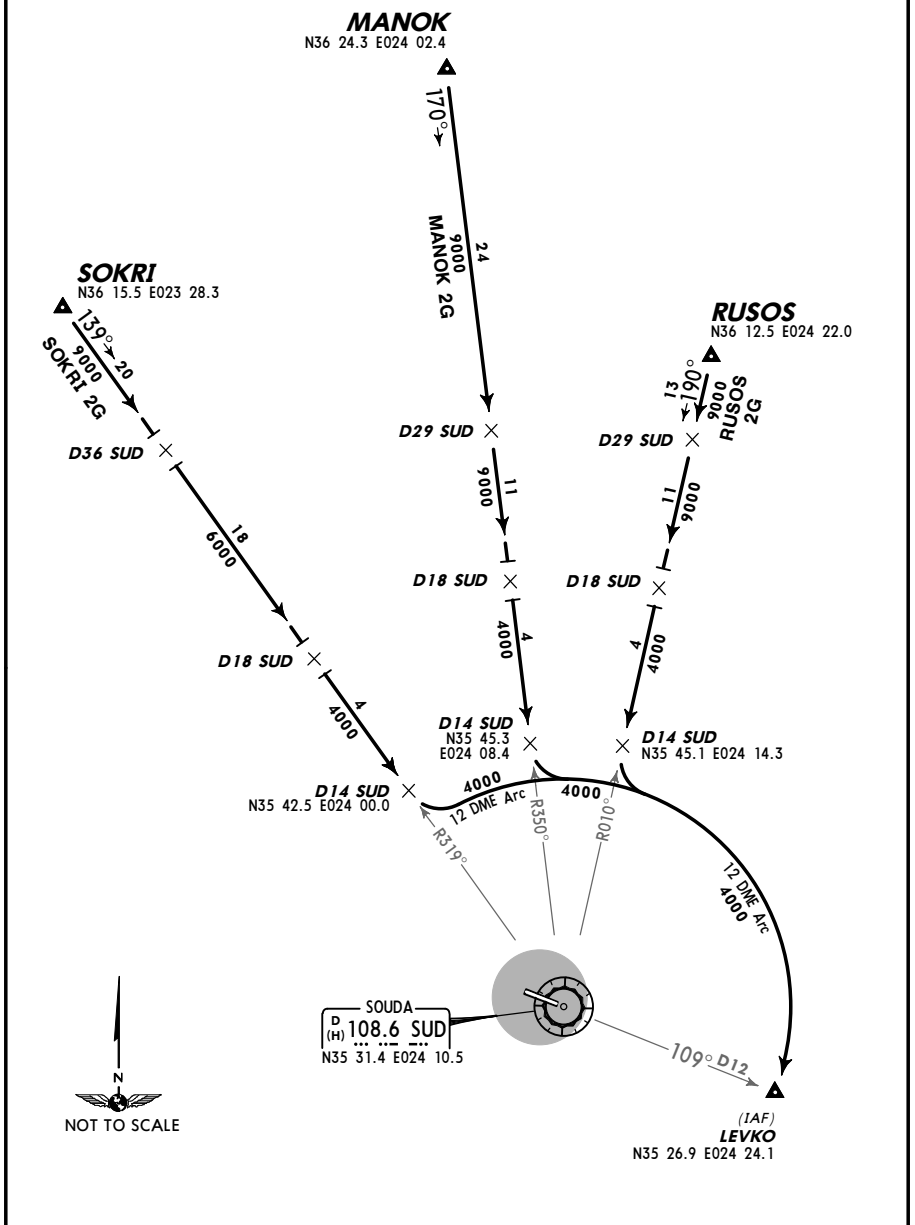 MANOK
N36 24.3 E024 02.4
170°
24
9000
MANOK 2G
SOKRI
N36 15.5 E023 28.3
139°
20
9000
SOKRI 2G
RUSOS
N36 12.5 E024 22.0
190°
13
9000
RUSOS
2G
D36 SUD
D29 SUD
D29 SUD
11
9000
11
9000
18
6000
D18 SUD
D18 SUD
D18 SUD
4
4000
4
4000
4
4000
D14 SUD
N35 45.3
E024 08.4
D14 SUD
N35 45.1 E024 14.3
D14 SUD
N35 42.5 E024 00.0
4000
12 DME Arc
4000
R319°
R350°
R010°
12 DME Arc
4000
SOUDA
D
(H) 108.6 SUD
N35 31.4 E024 10.5
109° D12
(IAF)
LEVKO
N35 26.9 E024 24.1
N
NOT TO SCALE